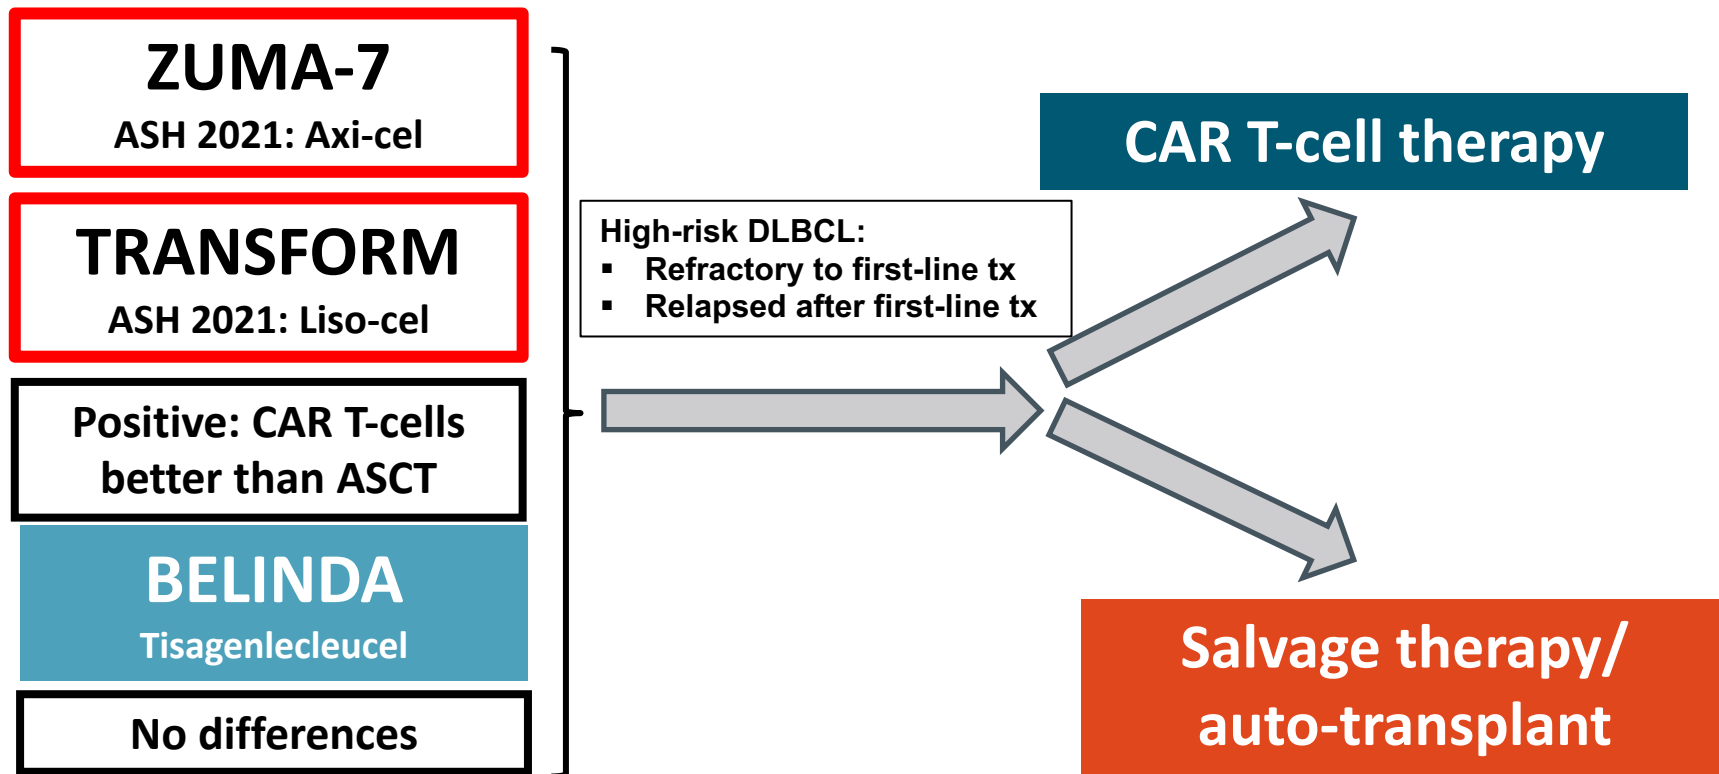 ZUMA-7
ASH 2021: Axi-cel
TRANSFORM
ASH 2021: Liso-cel
Positive: CAR T-cells
better than ASCT
BELINDA
Tisagenlecleucel
No differences
High-risk DLBCL:
▪ Refractory to first-line tx
▪ Relapsed after first-line tx
CAR T-cell therapy
Salvage therapy/
auto-transplant